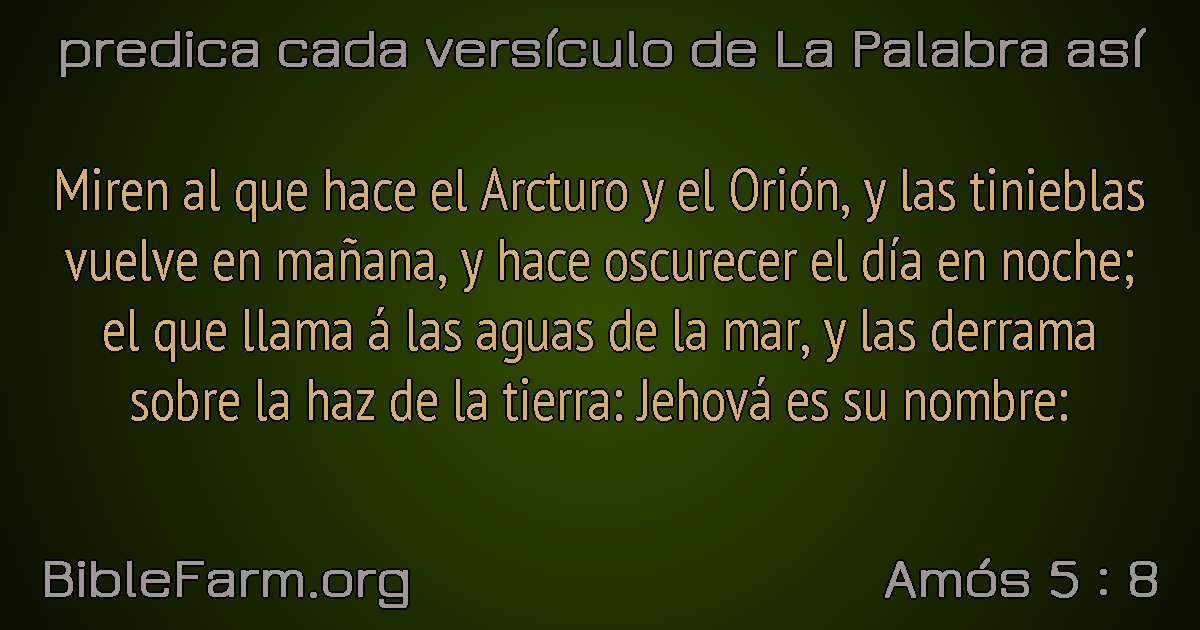 predica cada versículo de La Palabra así
Miren al que hace el Arcturo y el Orión, y las tinieblas
vuelve en mañana, y hace oscurecer el día en noche;
el que llama á las aguas de la mar, y las derrama
sobre la haz de la tierra: Jehová es su nombre:
BibleFarm.org
Amós 5 : 8